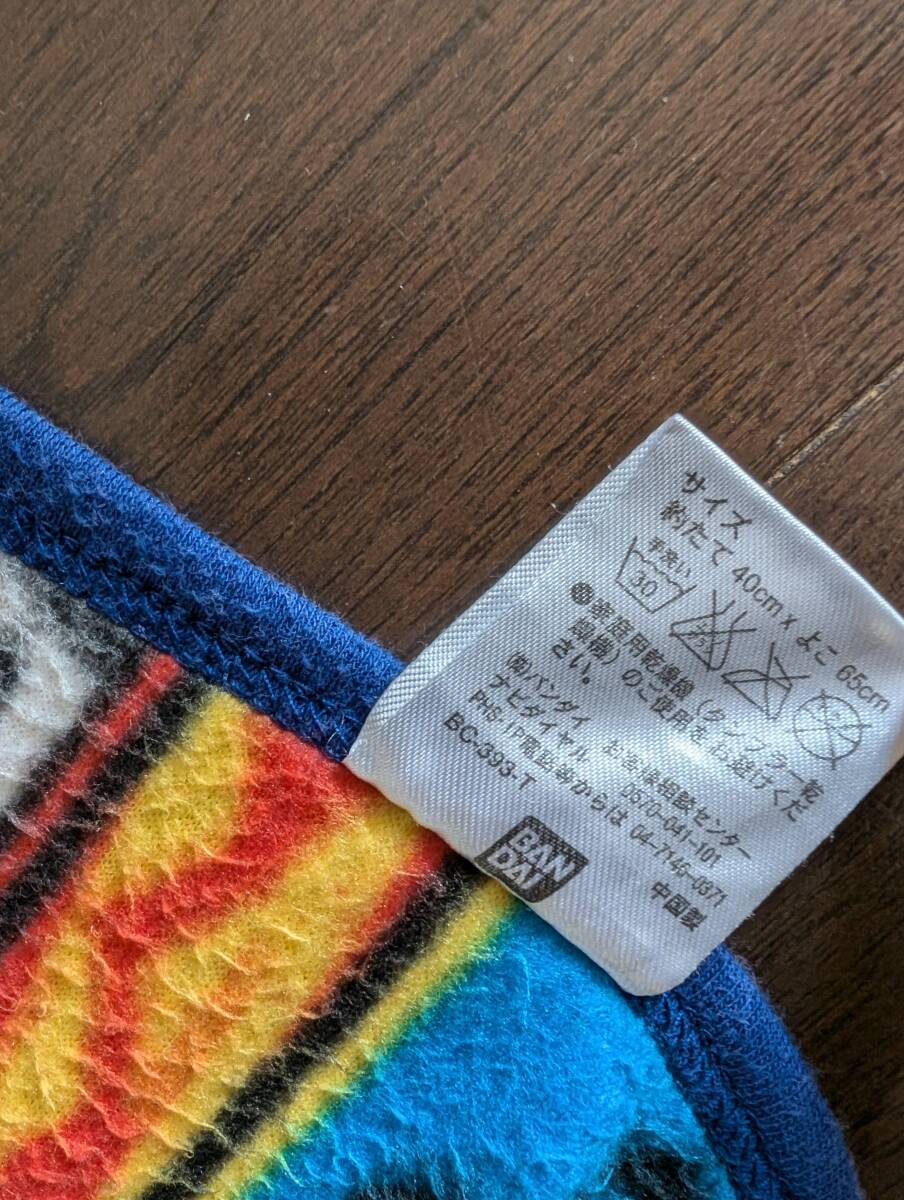 サイズ
約たて 40cm x よこ 65cm
手洗い
30
●家庭用乾燥機（タンブラー乾
燥機）のご使用をお避けくだ
さい。
㈱バンダイ お客様相談センター
ナビダイヤル 0570-041-101
PHS・IP電話等からは 04-7146-0371
BC-393-T 中国製
BAN
DAI